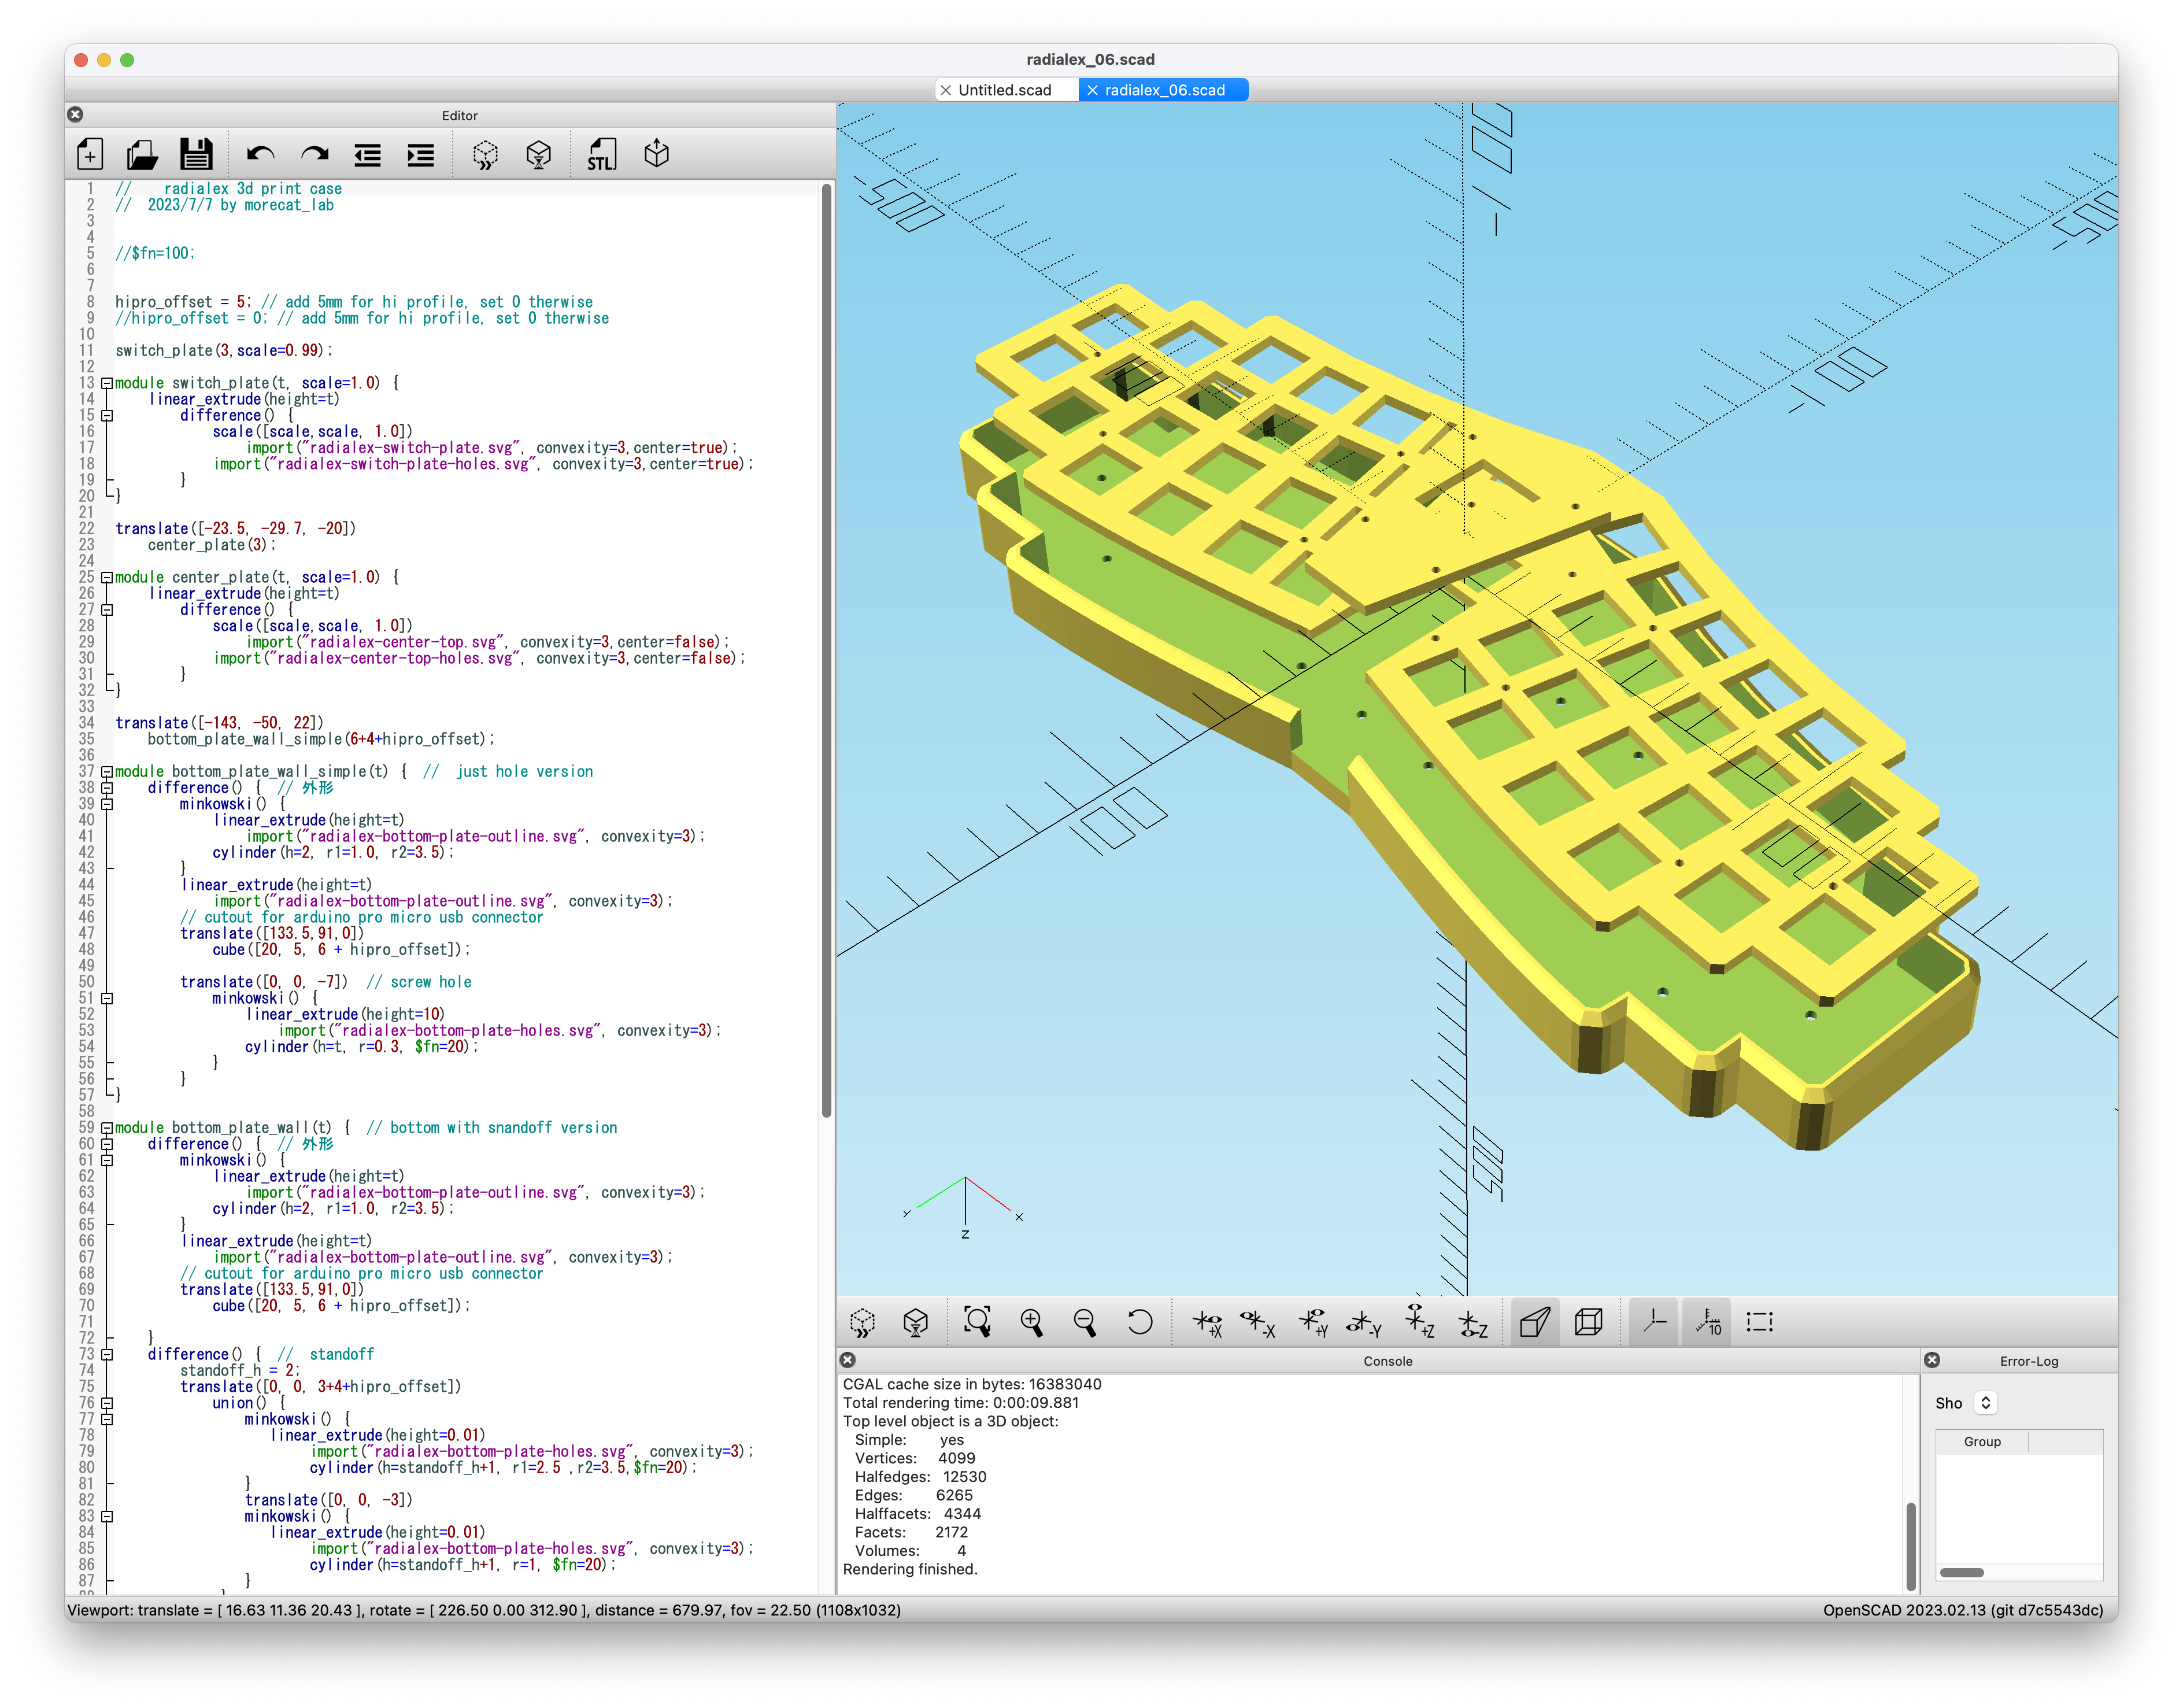 radialex_06.scad
Untitled.scad
radialex_06.scad
Editor
STL
1 //    radialex 3d print case
2 //  2023/7/7 by morecat_lab
3
4
5 //$fn=100;
6
7
8 hipro_offset = 5; // add 5mm for hi profile, set 0 therwise
9 //hipro_offset = 0; // add 5mm for hi profile, set 0 therwise
10
11 switch_plate(3,scale=0.99);
12
13 module switch_plate(t, scale=1.0) {
14     linear_extrude(height=t)
15         difference() {
16             scale([scale,scale, 1.0])
17                 import("radialex-switch-plate.svg", convexity=3,center=true);
18             import("radialex-switch-plate-holes.svg", convexity=3,center=true);
19         }
20 }
21
22 translate([-23.5, -29.7, -20])
23     center_plate(3);
24
25 module center_plate(t, scale=1.0) {
26     linear_extrude(height=t)
27         difference() {
28             scale([scale,scale, 1.0])
29                 import("radialex-center-top.svg", convexity=3,center=false);
30             import("radialex-center-top-holes.svg", convexity=3,center=false);
31         }
32 }
33
34 translate([-143, -50, 22])
35     bottom_plate_wall_simple(6+4+hipro_offset);
36
37 module bottom_plate_wall_simple(t) {  //  just hole version
38     difference() {  // 外形
39         minkowski() {
40             linear_extrude(height=t)
41                 import("radialex-bottom-plate-outline.svg", convexity=3);
42             cylinder(h=2, r1=1.0, r2=3.5);
43         }
44         linear_extrude(height=t)
45             import("radialex-bottom-plate-outline.svg", convexity=3);
46         // cutout for arduino pro micro usb connector
47         translate([133.5,91,0])
48             cube([20, 5, 6 + hipro_offset]);
49
50         translate([0, 0, -7])  // screw hole
51             minkowski() {
52                 linear_extrude(height=10)
53                     import("radialex-bottom-plate-holes.svg", convexity=3);
54                 cylinder(h=t, r=0.3, $fn=20);
55             }
56         }
57 }
58
59 module bottom_plate_wall(t) {  // bottom with snandoff version
60     difference() {  // 外形
61         minkowski() {
62             linear_extrude(height=t)
63                 import("radialex-bottom-plate-outline.svg", convexity=3);
64             cylinder(h=2, r1=1.0, r2=3.5);
65         }
66         linear_extrude(height=t)
67             import("radialex-bottom-plate-outline.svg", convexity=3);
68         // cutout for arduino pro micro usb connector
69         translate([133.5,91,0])
70             cube([20, 5, 6 + hipro_offset]);
71
72     }
73     difference() {  //  standoff
74         standoff_h = 2;
75         translate([0, 0, 3+4+hipro_offset])
76             union() {
77                 minkowski() {
78                    linear_extrude(height=0.01)
79                         import("radialex-bottom-plate-holes.svg", convexity=3);
80                         cylinder(h=standoff_h+1, r1=2.5 ,r2=3.5,$fn=20);
81                 }
82                 translate([0, 0, -3])
83                 minkowski() {
84                    linear_extrude(height=0.01)
85                         import("radialex-bottom-plate-holes.svg", convexity=3);
86                         cylinder(h=standoff_h+1, r=1, $fn=20);
87                 }
100
100
100
X
Y
Z
+X -X +Y -Y +Z -Z
10
Console
CGAL cache size in bytes: 16383040
Total rendering time: 0:00:09.881
Top level object is a 3D object:
Simple: yes
Vertices: 4099
Halfedges: 12530
Edges: 6265
Halffacets: 4344
Facets: 2172
Volumes: 4
Rendering finished.
Error-Log
Sho
Group
Viewport: translate = [ 16.63 11.36 20.43 ], rotate = [ 226.50 0.00 312.90 ], distance = 679.97, fov = 22.50 (1108x1032)
OpenSCAD 2023.02.13 (git d7c5543dc)